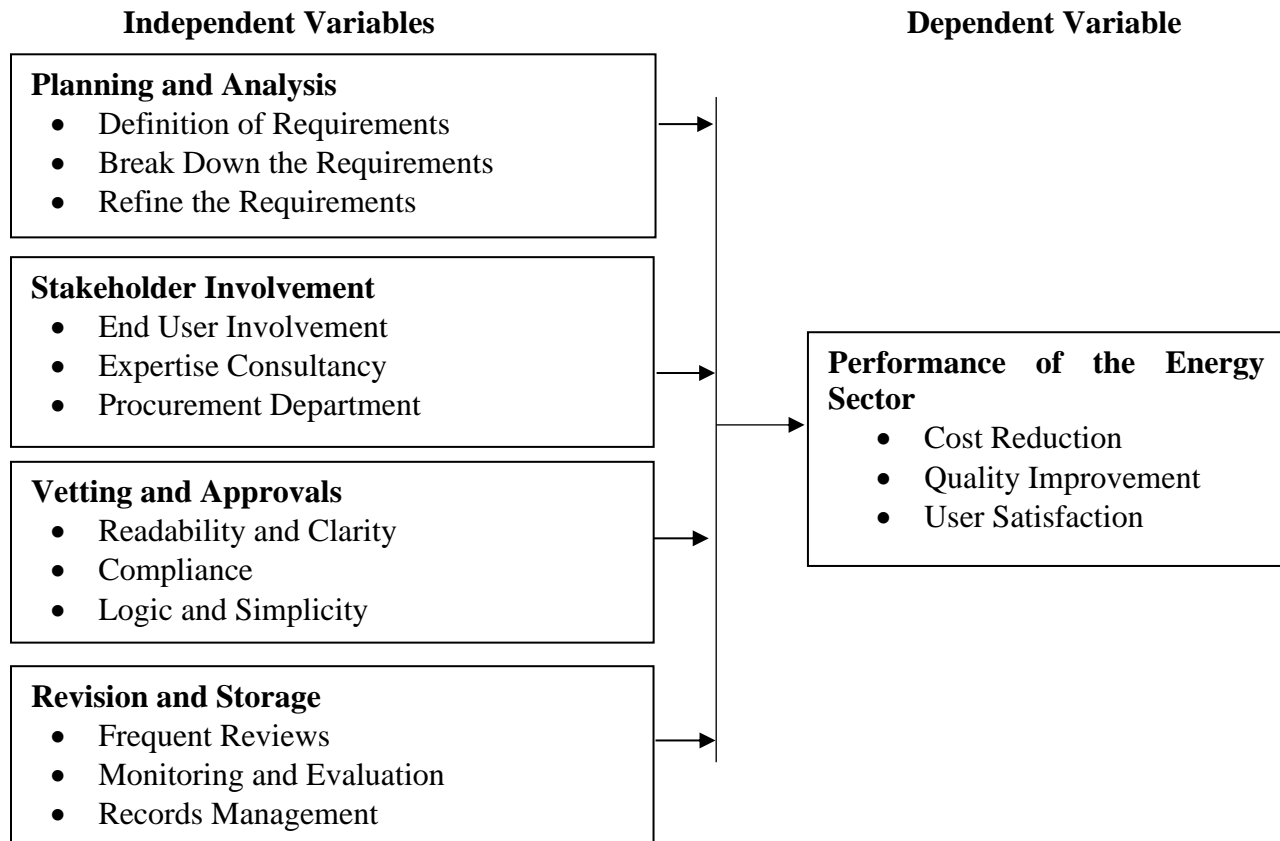 Independent Variables
Dependent Variable
Planning and Analysis
• Definition of Requirements
• Break Down the Requirements
• Refine the Requirements
Stakeholder Involvement
• End User Involvement
• Expertise Consultancy
• Procurement Department
Vetting and Approvals
• Readability and Clarity
• Compliance
• Logic and Simplicity
Revision and Storage
• Frequent Reviews
• Monitoring and Evaluation
• Records Management
Performance of the Energy
Sector
• Cost Reduction
• Quality Improvement
• User Satisfaction